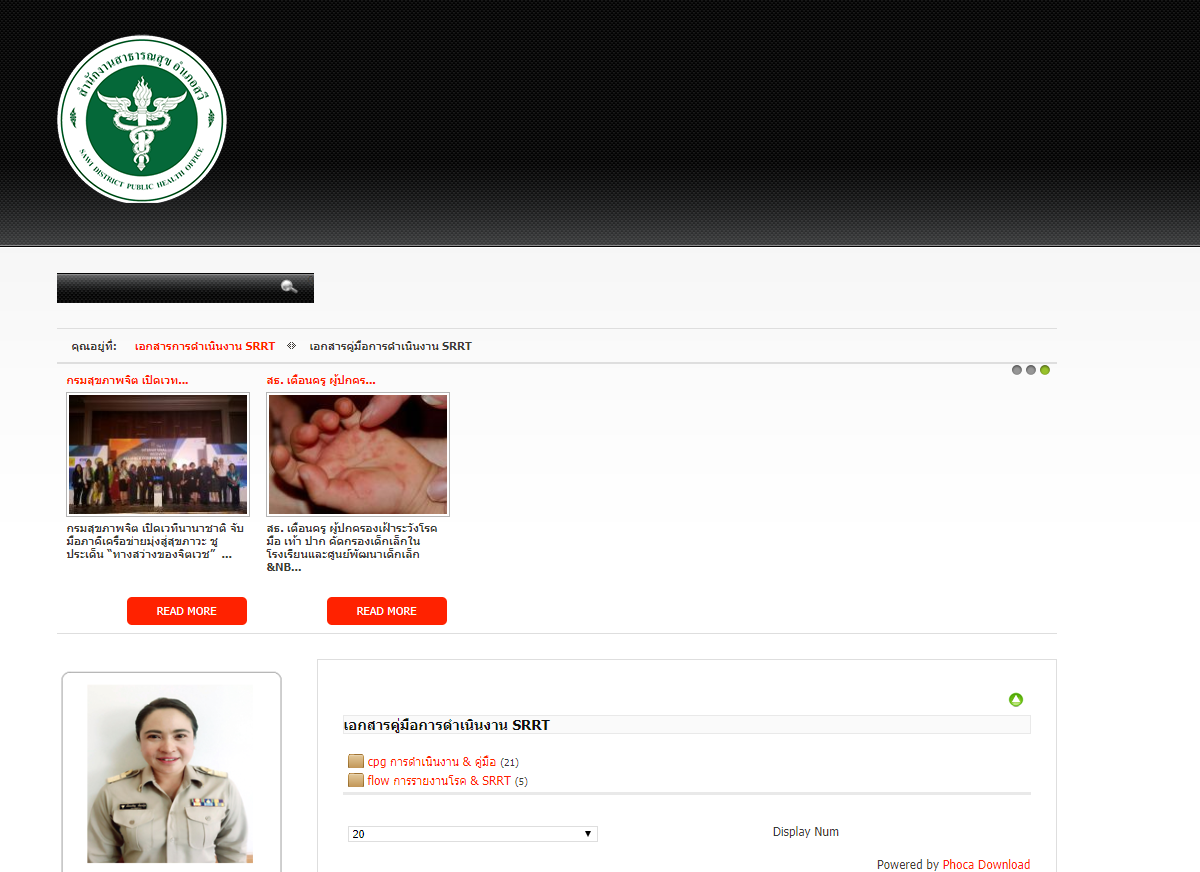 สำนักงานสาธารณสุข อำเภอสวี
SAWI DISTRICT PUBLIC HEALTH OFFICE
คุณอยู่ที่: เอกสารการดำเนินงาน SRRT เอกสารคู่มือการดำเนินงาน SRRT
กรมสุขภาพจิต เปิดเวท...
กรมสุขภาพจิต เปิดเวทีนานาชาติ จับ
มือภาคีเครือข่ายมุ่งสู่สุขภาวะ ชู
ประเด็น “ทางสว่างของจิตเวช” ...
READ MORE
สธ. เตือนครู ผู้ปกคร...
สธ. เตือนครู ผู้ปกครองเฝ้าระวังโรค
มือ เท้า ปาก คัดกรองเด็กเล็กใน
โรงเรียนและศูนย์พัฒนาเด็กเล็ก
&NB...
READ MORE
เอกสารคู่มือการดำเนินงาน SRRT
cpg การดำเนินงาน & คู่มือ (21)
flow การรายงานโรค & SRRT (5)
20
Display Num
Powered by Phoca Download